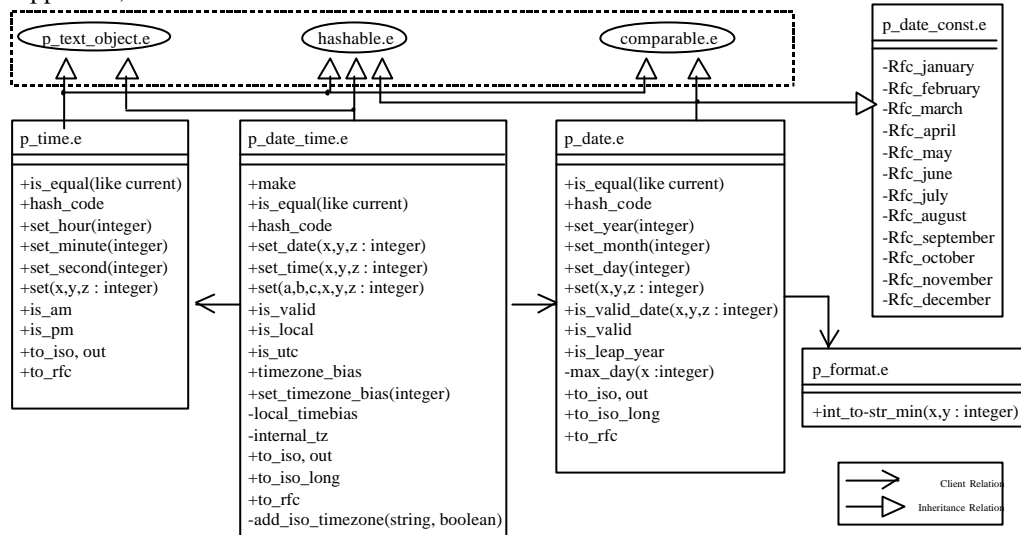 p_text_object.e
hashable.e
comparable.e
p_date_const.e
-Rfc_january
-Rfc_february
-Rfc_march
-Rfc_april
-Rfc_may
-Rfc_june
-Rfc_july
-Rfc_august
-Rfc_september
-Rfc_october
-Rfc_november
-Rfc_december
p_time.e
+is_equal(like current)
+hash_code
+set_hour(integer)
+set_minute(integer)
+set_second(integer)
+set(x,y,z : integer)
+is_am
+is_pm
+to_iso, out
+to_rfc
p_date_time.e
+make
+is_equal(like current)
+hash_code
+set_date(x,y,z : integer)
+set_time(x,y,z : integer)
+set(a,b,c,x,y,z : integer)
+is_valid
+is_local
+is_utc
+timezone_bias
+set_timezone_bias(integer)
-local_timebias
-internal_tz
+to_iso, out
+to_iso_long
+to_rfc
-add_iso_timezone(string, boolean)
p_date.e
+is_equal(like current)
+hash_code
+set_year(integer)
+set_month(integer)
+set_day(integer)
+set(x,y,z : integer)
+is_valid_date(x,y,z : integer)
+is_valid
+is_leap_year
-max_day(x :integer)
+to_iso, out
+to_iso_long
+to_rfc
p_format.e
+int_to-str_min(x,y : integer)
Client Relation
Inheritance Relation